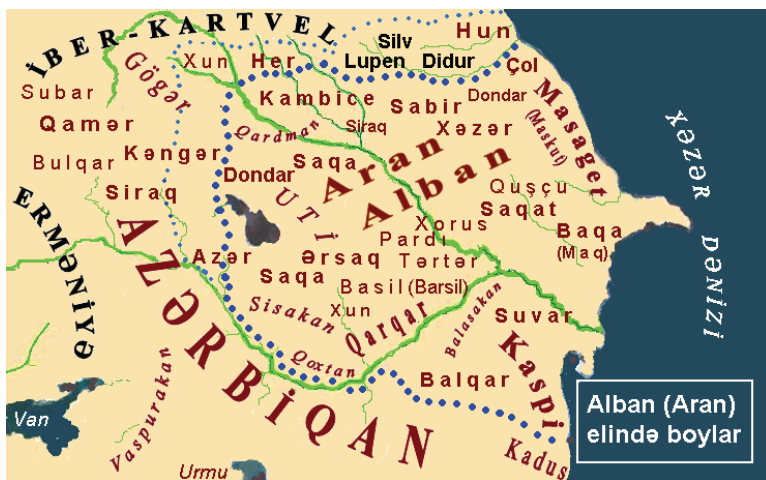 İBER-KARTVEL
Silv
Hun
Lupen
Didur
Xun
Her
Çol
Gögər
Subar
Kambice
Sabir
Dondar
Masaget
(Maskut)
Qamər
Qardman
Siraq
Xəzər
Bulqar
Kəngər
Saqa
Aran
Alban
XƏZƏR DƏNİZİ
Siraq
Dondar
UTİ
Quşçu
Saqat
ERMƏNİYƏ
Xorus
Baqa
(Maq)
Pardı
Azər
Ərsaq
Tərtər
Saqa
Basil (Barsil)
AZƏRBİQAN
Sisakan
Xun
Qarqar
Balasakan
Suvar
Qoxtan
Kaspi
Balqar
Vaspurakan
Van
Urmu
Kadus
Alban (Aran)
elində boylar